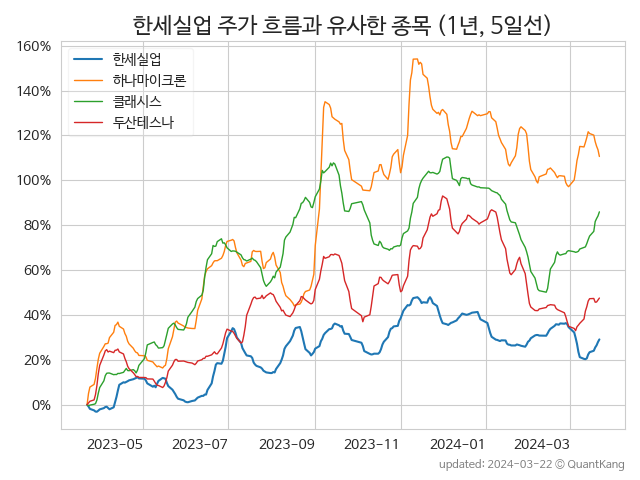 한세실업 주가 흐름과 유사한 종목 (1년, 5일선)
한세실업
하나마이크론
클래시스
두산테스나
160%
140%
120%
100%
80%
60%
40%
20%
0%
2023-05 2023-07 2023-09 2023-11 2024-01 2024-03
updated: 2024-03-22 © QuantKang